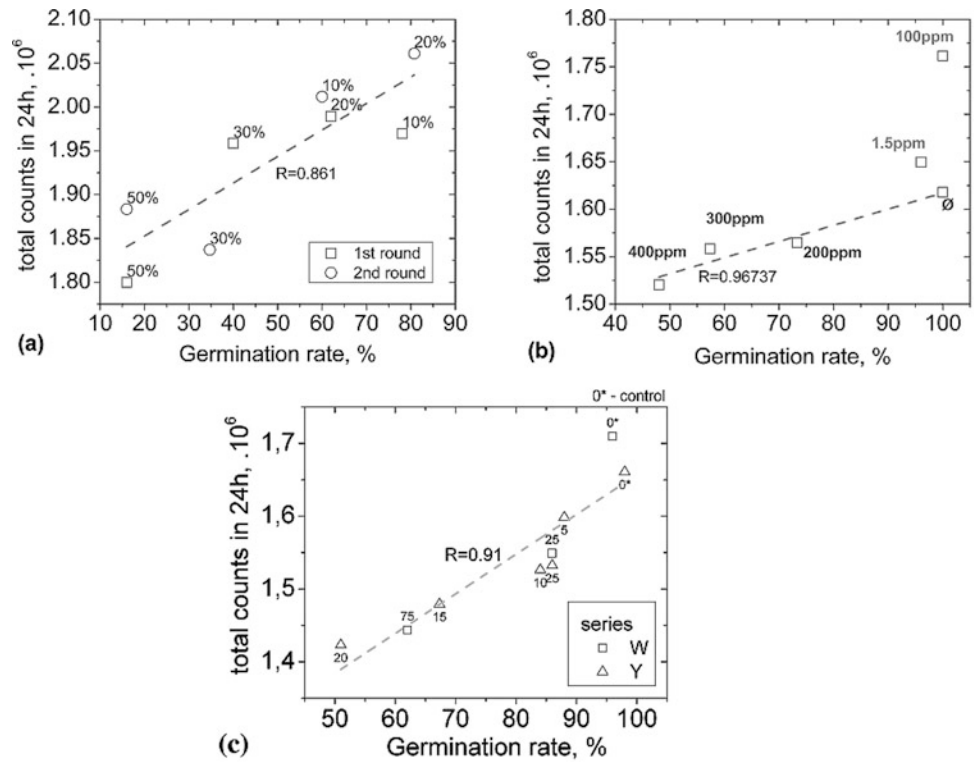 2.10
2.05
2.00
1.95
1.90
1.85
1.80
total counts in 24h, .10⁶
20%
10%
20%
10%
30%
R=0.861
50%
30%
50%
1st round
2nd round
10 20 30 40 50 60 70 80 90
(a) Germination rate, %
1.80
1.75
1.70
1.65
1.60
1.55
1.50
total counts in 24h, .10⁶
100ppm
1.5ppm
ø
300ppm
400ppm
200ppm
R=0.96737
40 50 60 70 80 90 100
(b) Germination rate, %
0* - control
1,7
1,6
1,5
1,4
total counts in 24h, .10⁶
0*
0*
5
R=0.91
25
10 25
75
15
20
series
W
Y
50 60 70 80 90 100
(c) Germination rate, %